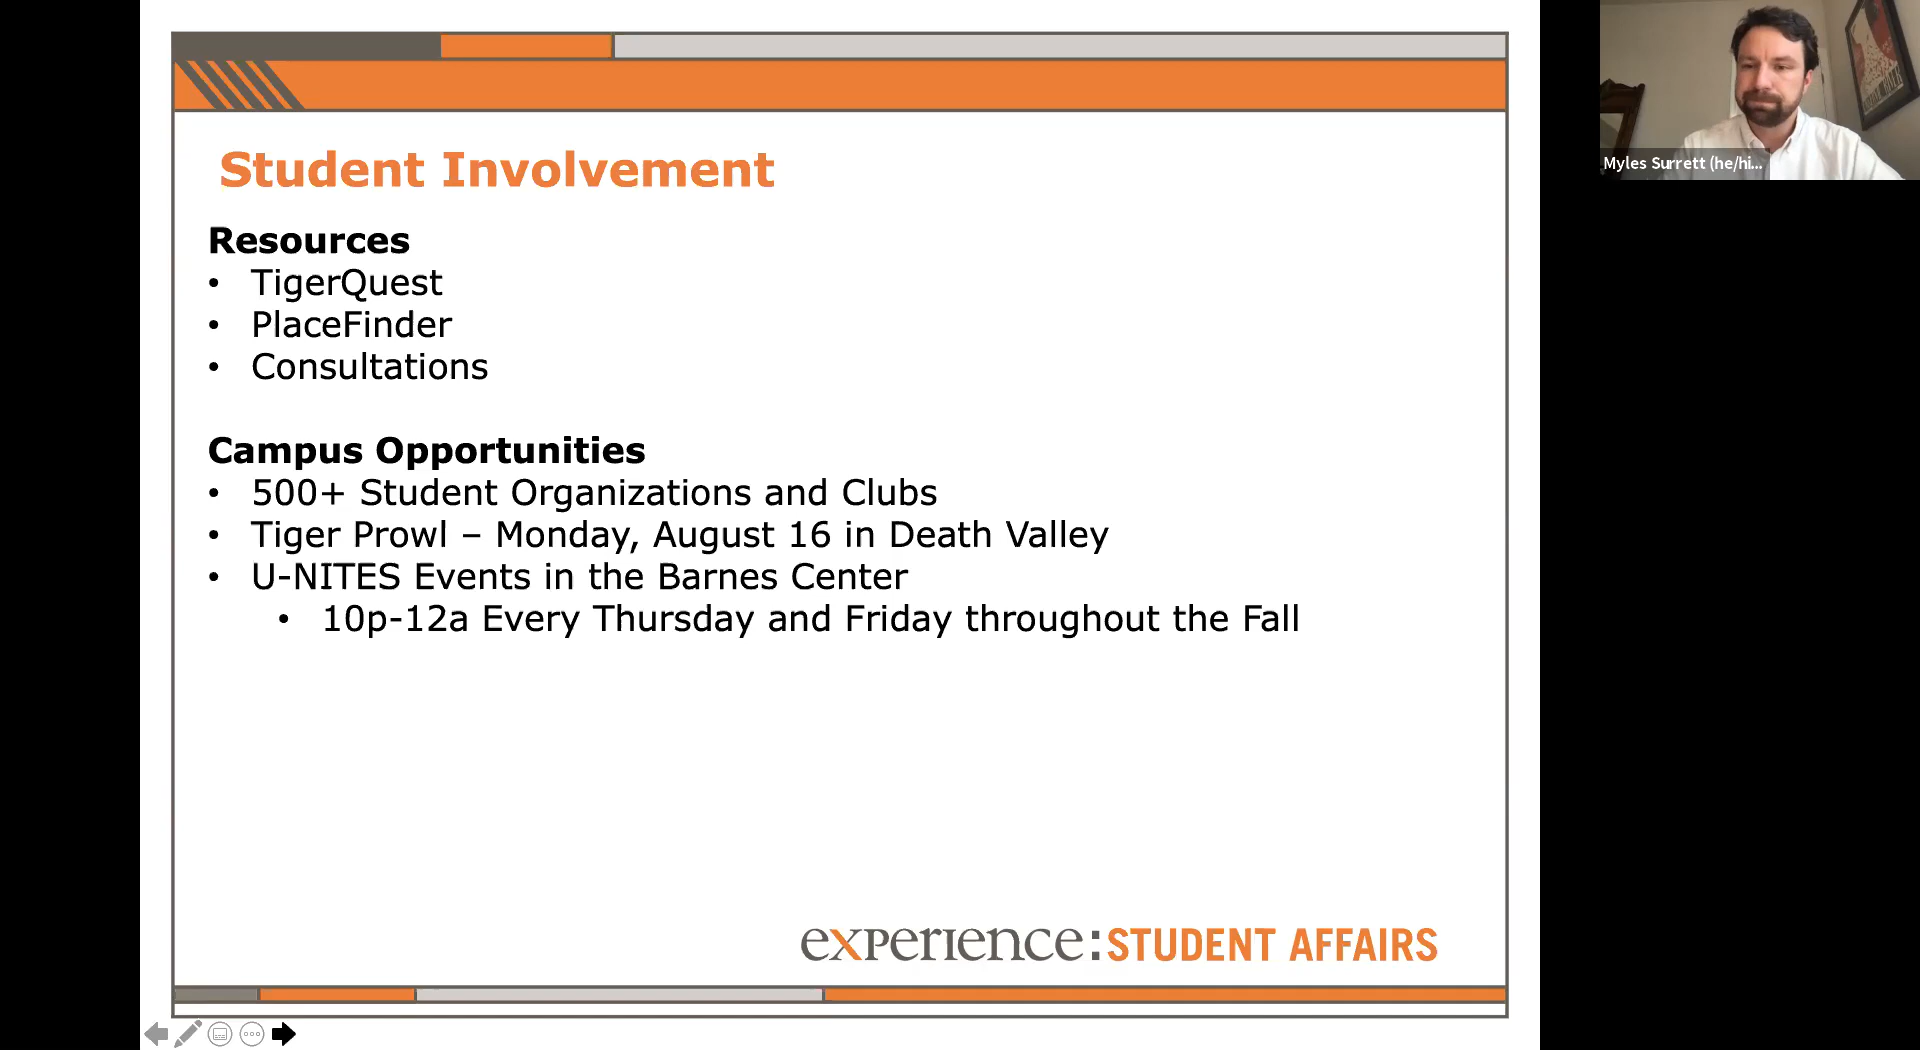 Student Involvement
Resources
• TigerQuest
• PlaceFinder
• Consultations
Campus Opportunities
• 500+ Student Organizations and Clubs
• Tiger Prowl – Monday, August 16 in Death Valley
• U-NITES Events in the Barnes Center
• 10p-12a Every Thursday and Friday throughout the Fall
experience:STUDENT AFFAIRS
Myles Surrett (he/hi...